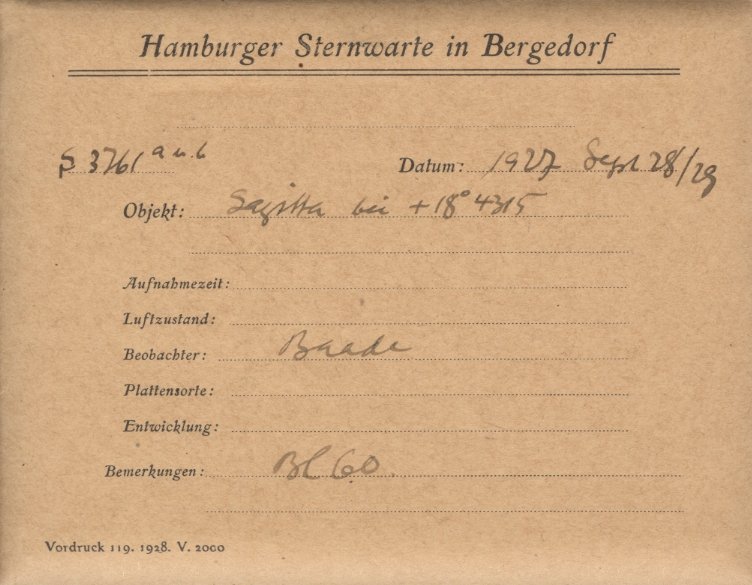 Hamburger Sternwarte in Bergedorf
S 3761 a u. b Datum: 1927 Sept 28/29
Objekt: Sagitta bei +18° 4315
Aufnahmezeit:
Luftzustand:
Beobachter: Baade
Plattensorte:
Entwicklung:
Bemerkungen: Bl 60
Vordruck 119. 1928. V. 2000